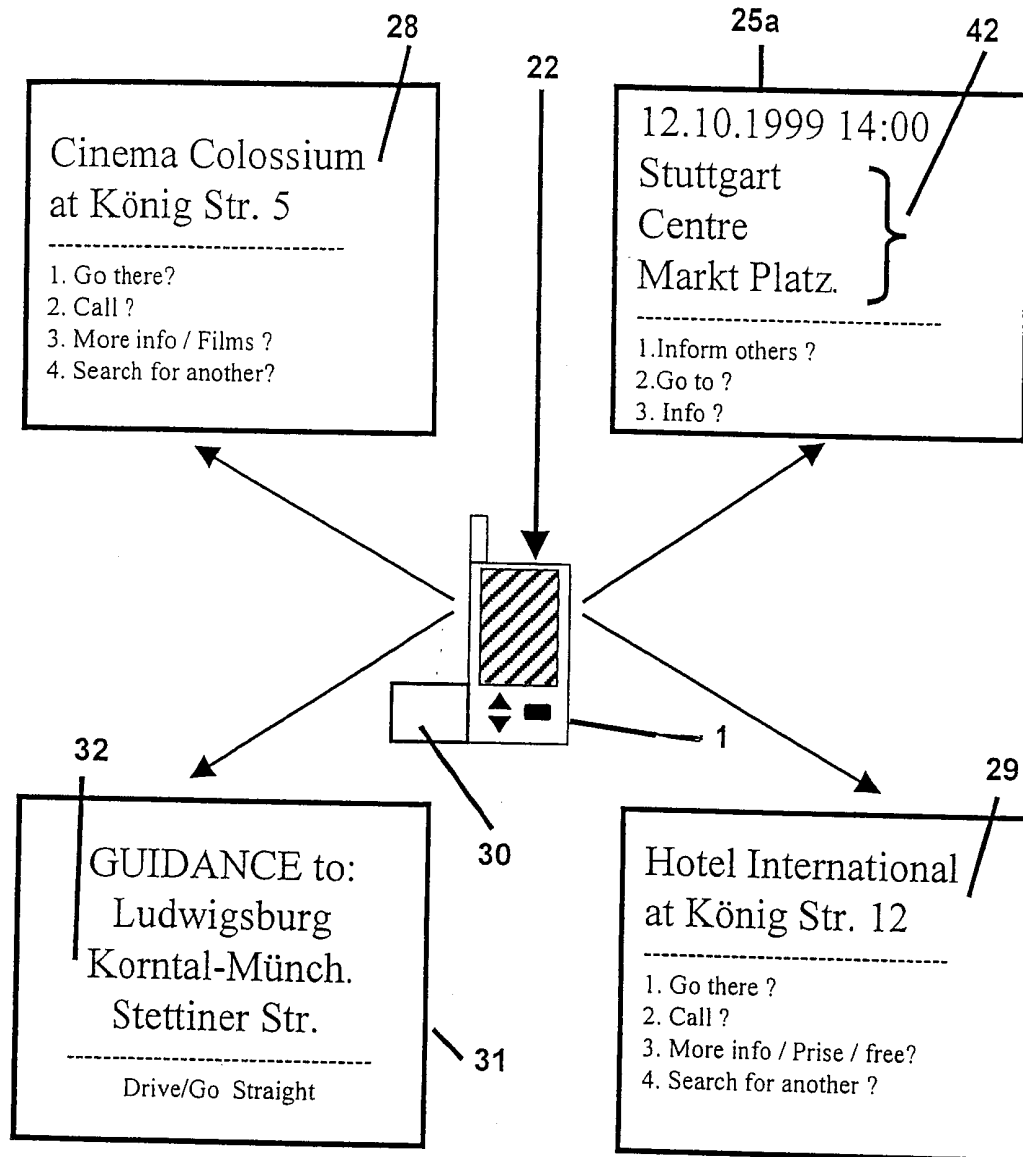 28
22
25a
42
Cinema Colossium
at König Str. 5
1. Go there?
2. Call ?
3. More info / Films ?
4. Search for another?
12.10.1999 14:00
Stuttgart
Centre
Markt Platz.
1.Inform others ?
2.Go to ?
3. Info ?
1
30
32
GUIDANCE to:
Ludwigsburg
Korntal-Münch.
Stettiner Str.
Drive/Go Straight
31
29
Hotel International
at König Str. 12
1. Go there ?
2. Call ?
3. More info / Prise / free?
4. Search for another ?